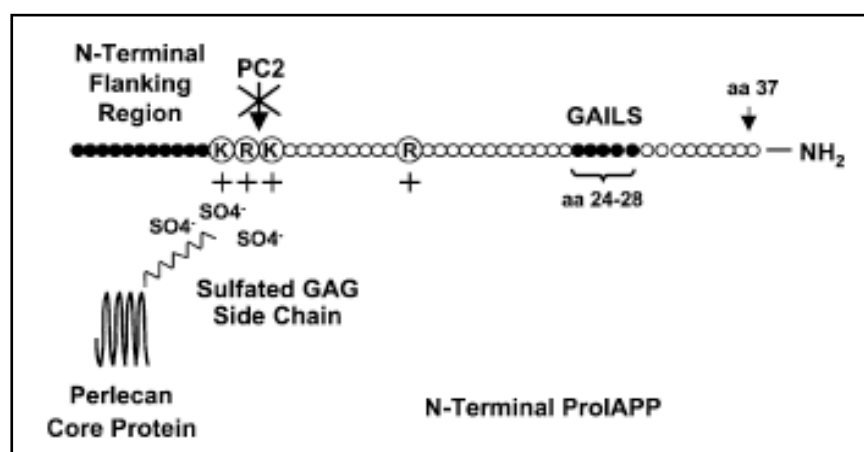 N-Terminal
Flanking
Region
PC2
GAILS
aa 37
K R K R
NH2
+ + + +
aa 24-28
SO4- SO4- SO4-
Sulfated GAG
Side Chain
Perlecan
Core Protein
N-Terminal ProIAPP